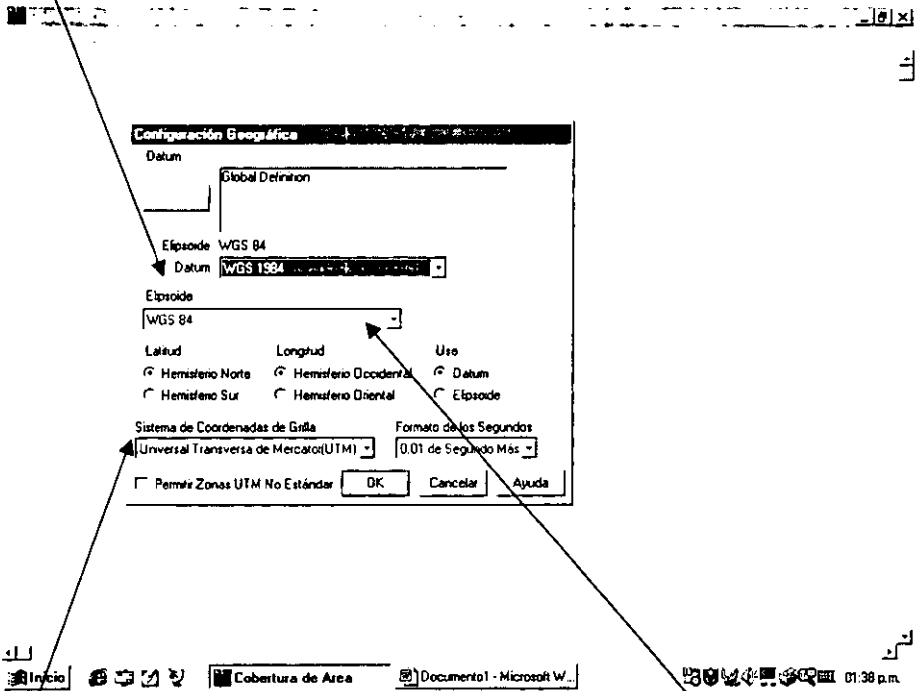 Configuración Geográfica
Datum
Global Definition
Elipsoide WGS 84
Datum WGS 1984
Elipsoide
WGS 84
Latitud Longitud Use
Hemisferio Norte Hemisferio Occidental Datum
Hemisferio Sur Hemisferio Oriental Elipsoide
Sistema de Coordenadas de Grilla Formato de los Segundos
Universal Transversa de Mercator(UTM) 0.01 de Segundo Más
Permitir Zonas UTM No Estándar OK Cancelar Ayuda
Inicio Cobertura de Area Documento1 - Microsoft W... 01:38 p.m.